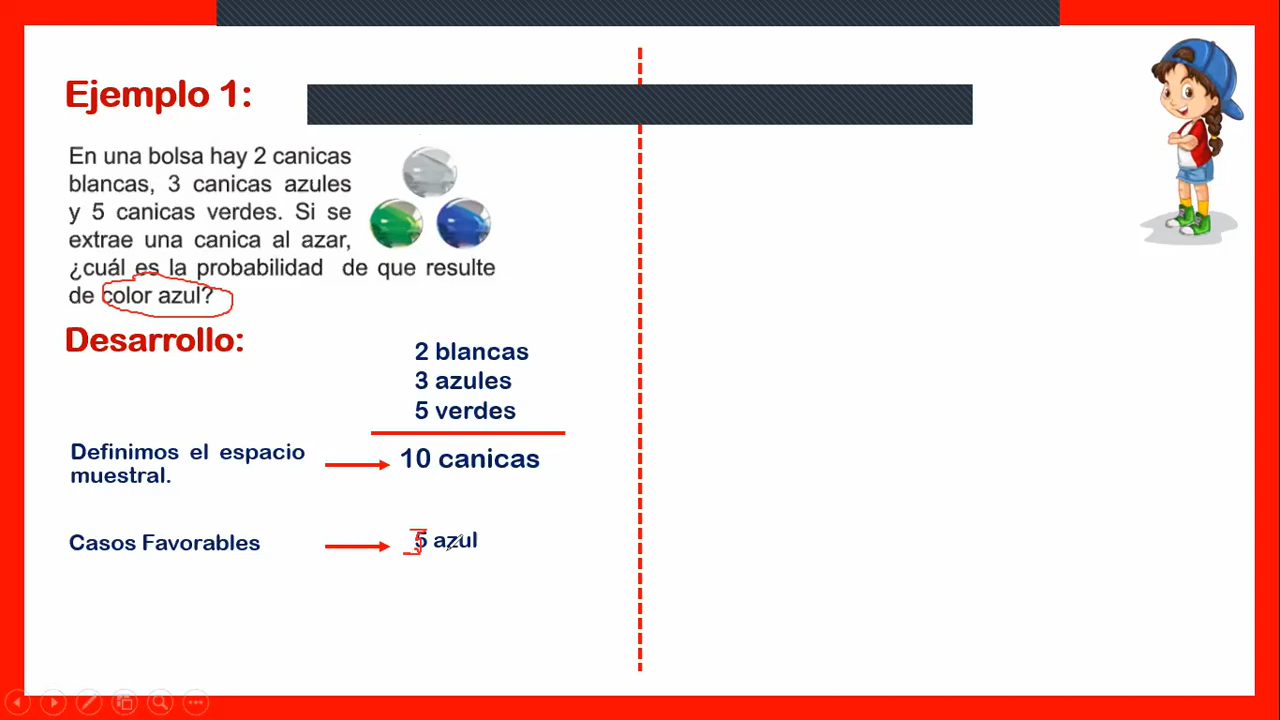 Ejemplo 1:
En una bolsa hay 2 canicas
blancas, 3 canicas azules
y 5 canicas verdes. Si se
extrae una canica al azar,
¿cuál es la probabilidad de que resulte
de color azul?
Desarrollo:
2 blancas
3 azules
5 verdes
Definimos el espacio
muestral.
10 canicas
Casos Favorables
5 azul